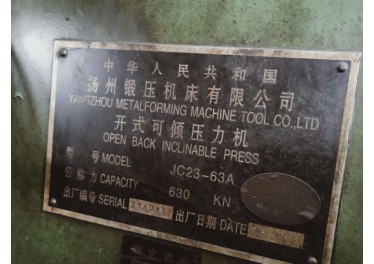 中华人民共和国
扬州锻压机床有限公司
YANGZHOU METALFORMING MACHINE TOOL CO.,LTD
开式可倾压力机
OPEN BACK INCLINABLE PRESS
型 号 MODEL JC23-63A
公称力 CAPACITY 630 KN
出厂编号 SERIAL 出厂日期 DATE